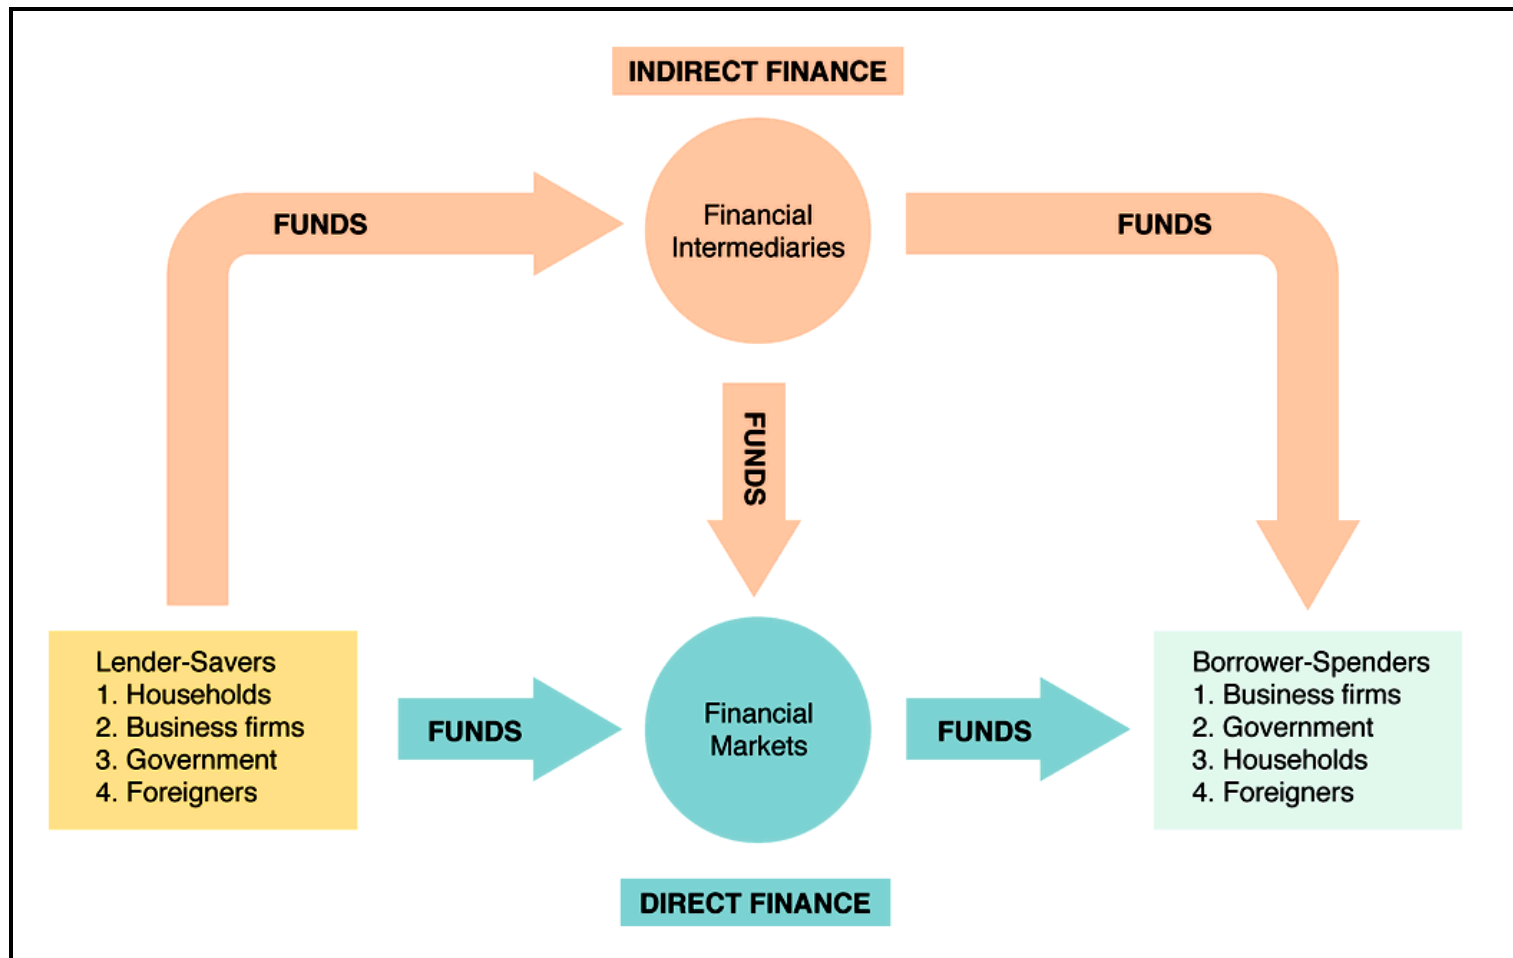 INDIRECT FINANCE
Financial
Intermediaries
FUNDS
FUNDS
FUNDS
Lender-Savers
1. Households
2. Business firms
3. Government
4. Foreigners
FUNDS
Financial
Markets
FUNDS
Borrower-Spenders
1. Business firms
2. Government
3. Households
4. Foreigners
DIRECT FINANCE